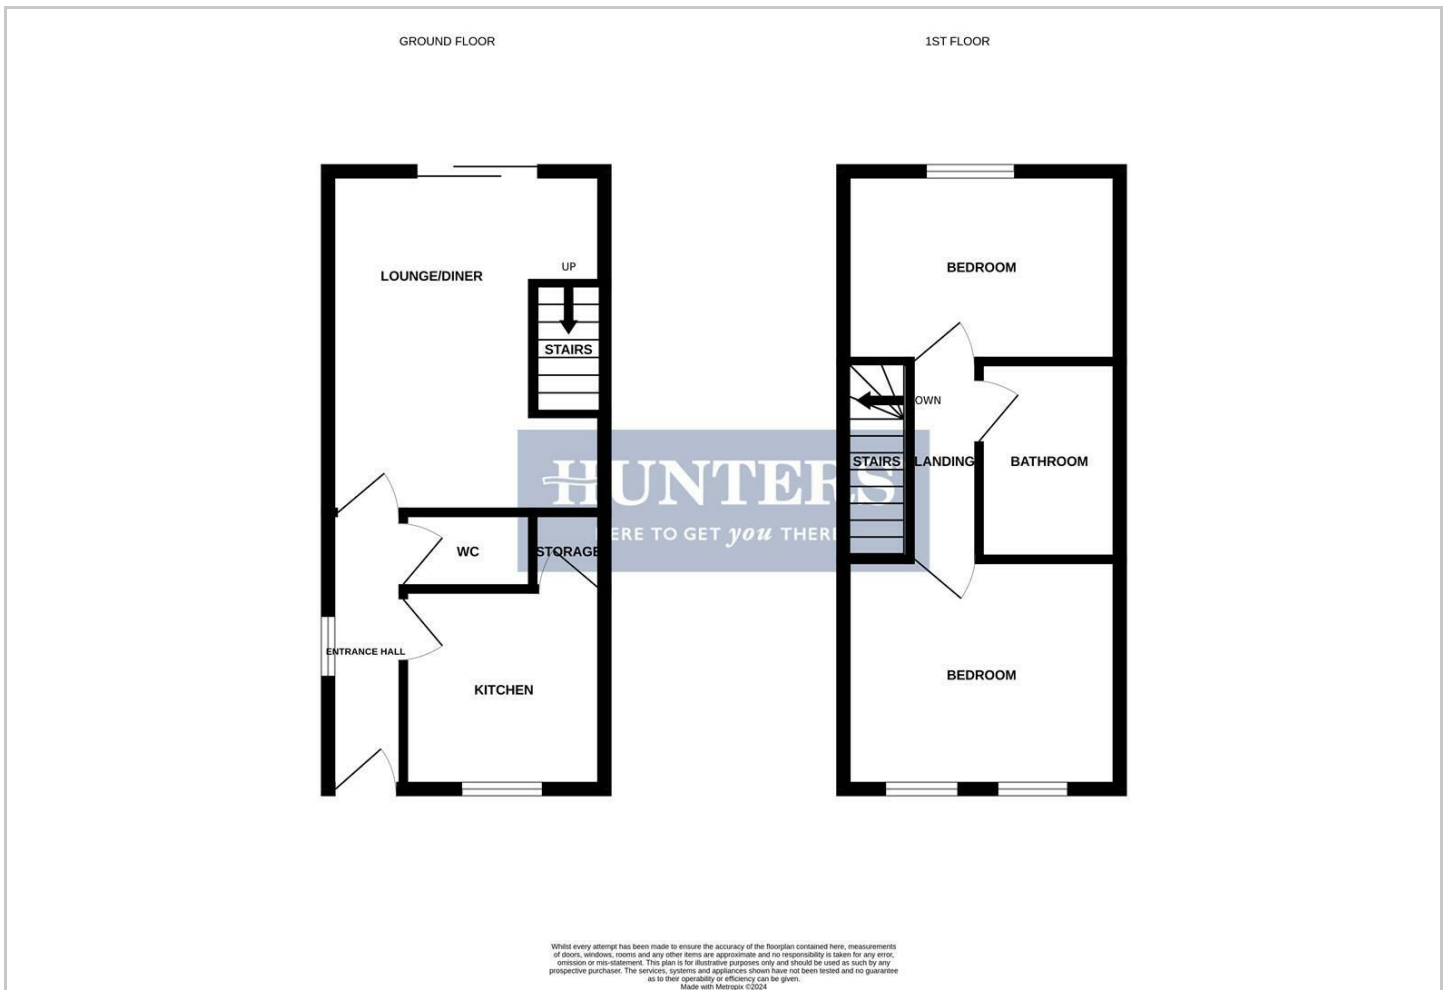 GROUND FLOOR
1ST FLOOR
LOUNGE/DINER
UP
STAIRS
WC
STORAGE
ENTRANCE HALL
KITCHEN
BEDROOM
OWN
STAIRS
LANDING
BATHROOM
BEDROOM
HUNTERS
HERE TO GET you THERE
Whilst every attempt has been made to ensure the accuracy of the floorplan contained here, measurements
of doors, windows, rooms and any other items are approximate and no responsibility is taken for any error,
omission or mis-statement. This plan is for illustrative purposes only and should be used as such by any
prospective purchaser. The services, systems and appliances shown have not been tested and no guarantee
as to their operability or efficiency can be given.
Made with Metropix ©2024